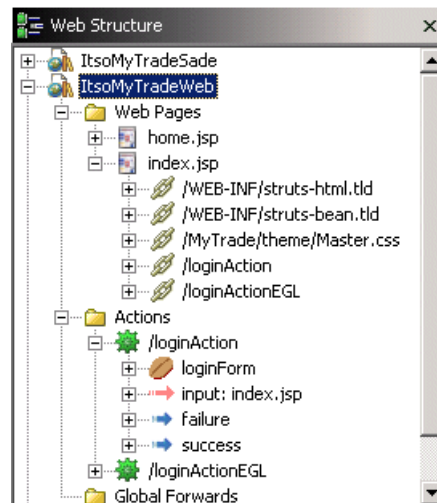 Web Structure
ItsoMyTradeSade
ItsoMyTradeWeb
Web Pages
home.jsp
index.jsp
/WEB-INF/struts-html.tld
/WEB-INF/struts-bean.tld
/MyTrade/theme/Master.css
/loginAction
/loginActionEGL
Actions
/loginAction
loginForm
input: index.jsp
failure
success
/loginActionEGL
Global Forwards